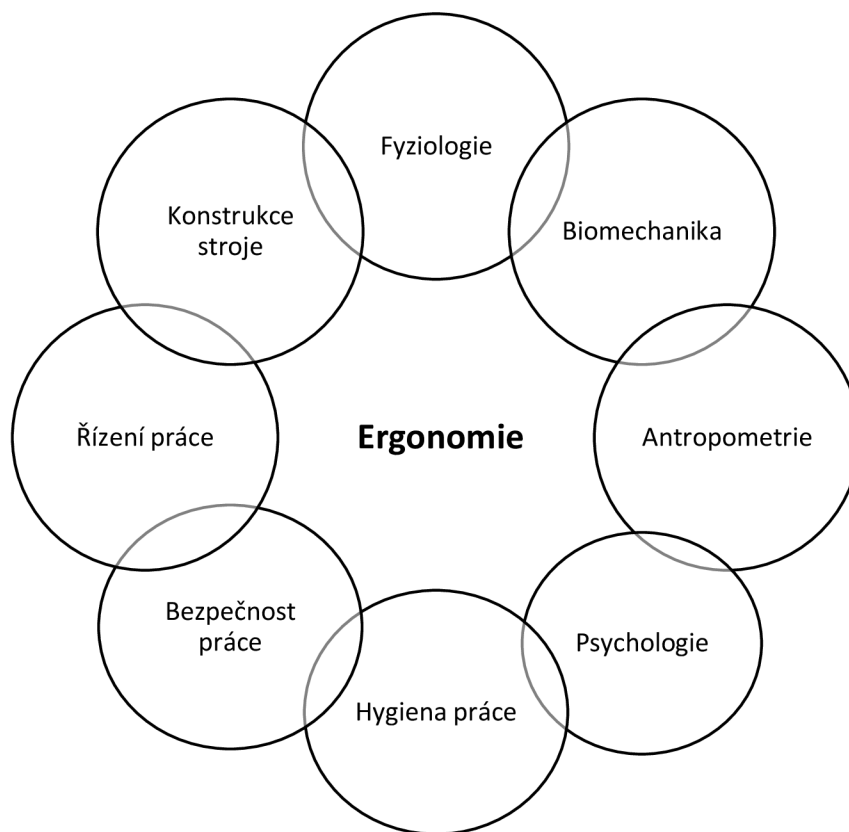 Fyziologie
Konstrukce
stroje
Biomechanika
Řízení práce
Ergonomie
Antropometrie
Bezpečnost
práce
Psychologie
Hygiena práce